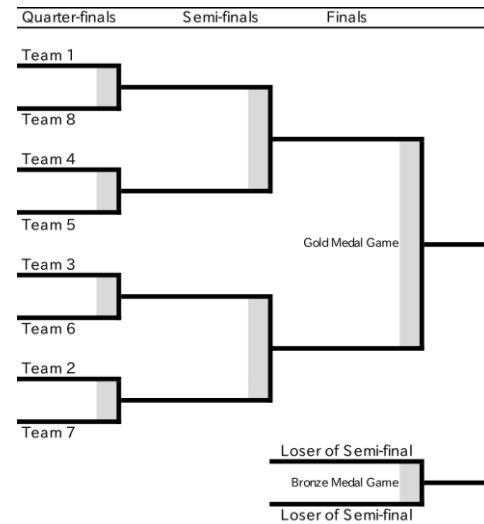 Quarter-finals Semi-finals Finals
Team 1
Team 8
Team 4
Team 5
Gold Medal Game
Team 3
Team 6
Team 2
Team 7
Loser of Semi-final
Bronze Medal Game
Loser of Semi-final